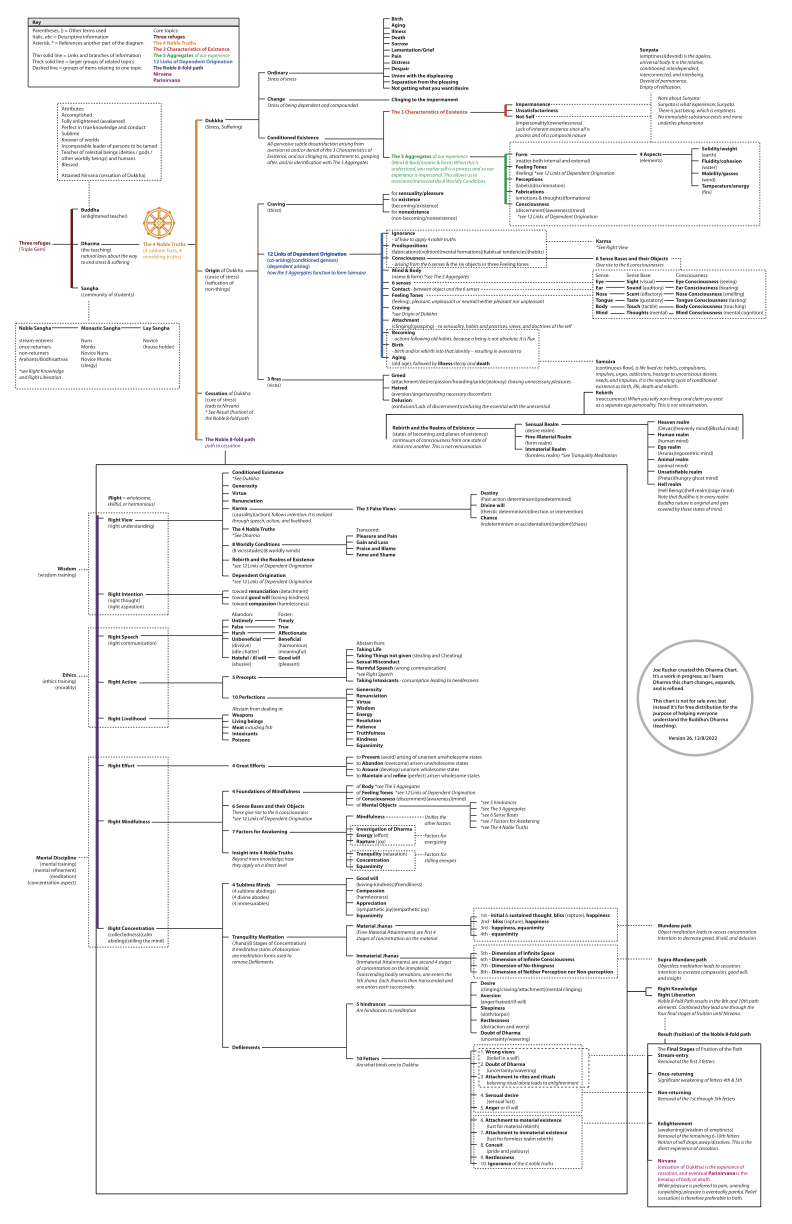 Key
Parentheses, () = Other terms used
Italic, abc = Descriptive information
Asterisk, * = References another part of the diagram
Thin solid line = Links and branches of information
Thick solid line = larger groups of related topics
Dashed line = groups of items relating to one topic
Core topics:
Three refuges
The 4 Noble Truths
The 3 Characteristics of Existence
The 5 Aggregates of our experience
12 Links of Dependent Origination
The Noble 8-fold path
Nirvana
Parinirvana
Attributes:
Accomplished
Fully enlightened (awakened)
Perfect in true knowledge and conduct
Sublime
Knower of worlds
Incomparable leader of persons to be tamed
Teacher of celestial beings (deities / gods /
other worldly beings) and humans
Blessed
Attained Nirvana (cessation of Dukkha)
Three refuges
(Triple Gem)
Buddha
(enlightened teacher)
Dharma
(the teaching)
natural laws about the way
to end stress & suffering
Sangha
(community of students)
Noble Sangha
stream-enterers
once-returners
non-returners
Arahants/Bodhisattvas
*see Right Knowledge
and Right Liberation
Monastic Sangha
Nuns
Monks
Novice Nuns
Novice Monks
(clergy)
Lay Sangha
Novice
(house holder)
The 4 Noble Truths
(4 sublime facts, 4
ennobling truths)
Dukkha
(Stress, Suffering)
Ordinary
Stress of stress
Birth
Aging
Illness
Death
Sorrow
Lamentation/Grief
Pain
Distress
Despair
Union with the displeasing
Separation from the pleasing
Not getting what you want/desire
Change
Stress of being dependent and compounded
Clinging to the impermanent
Conditioned Existence
All-pervasive subtle dissatisfaction arising from
aversion to and/or denial of the 3 Characteristics of
Existence, and our clinging to, attachment to, grasping
after, and/or identification with The 5 Aggregates
The 3 Characteristics of Existence
Impermanence
Unsatisfactoriness
Not-Self
(impersonality)(ownerlessness)
Lack of inherent existence since all is
process and of a composite nature
Sunyata
(emptiness)(devoid) is the ageless,
universal body. It is the relative,
conditioned, interdependent,
interconnected, and interbeing.
Devoid of permanence.
Empty of reification.
Note about Sunyata:
Sunyata is what experiences Sunyata.
There is just being, which is emptiness.
No immutable substance exists and none
underlies phenomena
The 5 Aggregates of our experience
(Mind & Body)(name & form) When this is
understood, you realize self is a process and so our
experience is impersonal. This allows us to
overcome/transcend the 8 Worldly Conditions.
Form
(matter both internal and external)
Feeling-Tones
(feeling) *see 12 Links of Dependent Origination
Perceptions
(labels)(discrimination)
Fabrications
(emotions & thoughts)(formations)
Consciousness
(discernment)(awareness)(mind)
*see 12 Links of Dependent Origination
4 Aspects
(elements)
Solidity/weight
(earth)
Fluidity/cohesion
(water)
Mobility/gasses
(wind)
Temperature/energy
(fire)
Origin of Dukkha
(cause of stress)
(reification of
non-things)
Craving
(thirst)
for sensuality/pleasure
for existence
(becoming/existence)
for nonexistence
(non-becoming/nonexistence)
12 Links of Dependent Origination
(co-arising)(conditioned genesis)
(dependent arising)
how the 5 Aggregates function to form Samsara
Ignorance
- of how to apply 4 noble truths
Predispositions
(fabrications)(volition)(mental formations)(habitual tendencies)(habits)
Consciousness
- arising from the 6 senses & the six objects in three Feeling tones
Mind & Body
(name & form) *see The 5 Aggregates
6 senses
Contact - between object and the 6 senses
Feeling Tones
(feeling), pleasant, unpleasant or neutral/neither pleasant nor unpleasant
Craving
*see Origin of Dukkha
Attachment
(clinging)(grasping) - to sensuality, habits and practices, views, and doctrines of the self
Becoming
- actions following old habits, because a being is not absolute, it is flux
Birth
- birth and/or rebirth into that identity – resulting in aversion to
Aging
(old age), followed by illness/decay and death
Karma
*see Right View
6 Sense Bases and their Objects
Give rise to the 6 consciousnesses
Sense: Sense Base: Consciousness:
Eye Sight (visual) Eye Consciousness (seeing)
Ear Sound (auditory) Ear Consciousness (hearing)
Nose Scent (olfactory) Nose Consciousness (smelling)
Tongue Taste (gustatory) Tongue Consciousness (tasting)
Body Touch (tactile) Body Consciousness (touching)
Mind Thoughts (mental) Mind Consciousness (mental cognition)
Samsāra
(continuous flow), is life lived as: habits, compulsions,
impulses, urges, addictions, hostage to unconscious desires,
needs, and impulses. It is the repeating cycle of conditioned
existence as birth, life, death and rebirth.
Rebirth
(reoccurrence) When you reify non-things and claim you exist
as a separate ego personality. This is not reincarnation.
3 fires
(vices)
Greed
(attachment/desire/passion/hoarding/pride/jealousy) chasing unnecessary pleasures
Hatred
(aversion/anger)avoiding necessary discomforts
Delusion
(confusion/Lack of discernment)confusing the essential with the unessential
Cessation of Dukkha
(cure of stress)
leads to Nirvana
* See Result (fruition) of
the Noble 8-fold path
The Noble 8-fold path
path to cessation
Rebirth and the Realms of Existence
(states of becoming and planes of existence)
continuum of consciousness from one state of
mind into another. This is not reincarnation.
Sensual Realm
(desire realm)
Fine-Material Realm
(form realm)
Immaterial Realm
(formless realm) *See Tranquility Meditation
Heaven realm
(Devas)(heavenly mind)(blissful mind)
Human realm
(human mind)
Ego realm
(Asura)(egocentric mind)
Animal realm
(animal mind)
Unsatisfiable realm
(Pretas)(hungry ghost mind)
Hell realm
(Hell Beings)(hell realm)(rage mind)
Note that Buddha is in every realm.
Buddha nature is original and gets
covered by these states of mind.
(Right = wholesome,
skillful, or harmonious)
Wisdom
(wisdom training)
Right View
(right understanding)
Conditioned Existence
*See Dukkha
Generosity
Virtue
Renunciation
Karma
(causality)(action) follows intention. It is realized
through speech, action, and livelihood.
The 4 Noble Truths
*See Dharma
8 Worldly Conditions
(8 vicissitudes)(8 worldly winds)
Rebirth and the Realms of Existence
*see 12 Links of Dependent Origination
Dependent Origination
*see 12 Links of Dependent Origination
The 3 False Views
Destiny
(Past-action determinism)(predetermined)
Divine will
(theistic determinism)(direction or intervention)
Chance
(indeterminism or accidentalism)(random)(chaos)
Transcend:
Pleasure and Pain
Gain and Loss
Praise and Blame
Fame and Shame
Right Intention
(right thought)
(right aspiration)
toward renunciation (detachment)
toward good will (loving-kindness)
toward compassion (harmlessness)
Ethics
(ethics training)
(morality)
Right Speech
(right communication)
Abandon: Foster:
Untimely Timely
False True
Harsh Affectionate
Unbeneficial Beneficial
(divisive) (harmonious)
(idle chatter) (meaningful)
Hateful / ill will Good will
(abusive) (pleasant)
Right Action
5 Precepts
Abstain from:
Taking Life
Taking Things not given (stealing and Cheating)
Sexual Misconduct
Harmful Speech (wrong communication)
*see Right Speech
Taking Intoxicants - consumption leading to heedlessness
10 Perfections
Generosity
Renunciation
Virtue
Wisdom
Energy
Resolution
Patience
Truthfulness
Kindness
Equanimity
Right Livelihood
Abstain from dealing in:
Weapons
Living beings
Meat including fish
Intoxicants
Poisons
Joe Rucker created this Dharma Chart.
It's a work in progress; as I learn
Dharma this chart changes, expands,
and is refined.
This chart is not for sale ever, but
instead it's for free distribution for the
purpose of helping everyone
understand the Buddha's Dharma
(teaching).
Version 26. 12/8/2022
Mental Discipline
(mental training)
(mental refinement)
(meditation)
(concentration aspect)
Right Effort
4 Great Efforts
to Prevent (avoid) arising of unarisen unwholesome states
to Abandon (overcome) arisen unwholesome states
to Arouse (develop) unarisen wholesome states
to Maintain and refine (perfect) arisen wholesome states
Right Mindfulness
4 Foundations of Mindfulness
of Body *see The 5 Aggregates
of Feeling Tones *see 12 Links of Dependent Origination
of Consciousness (discernment)(awareness)(mind)
of Mental Objects
*see 5 hindrances
*see The 5 Aggregates
*see 6 Sense Bases
*see 7 Factors for Awakening
*see The 4 Noble Truths
6 Sense Bases and their Objects
There give rise to the 6 consciousness
*see 12 Links of Dependent Origination
7 Factors for Awakening
Mindfulness
Unifies the
other factors
Investigation of Dharma
Energy (effort)
Rapture (joy)
Factors for
energizing
Tranquility (relaxation)
Concentration
Equanimity
Factors for
stilling energies
Insight into 4 Noble Truths
Beyond mere knowledge; how
they apply on a direct level
Right Concentration
(collectedness)(calm
abiding)(stilling the mind)
4 Sublime Minds
(4 sublime abidings)
(4 divine abodes)
(4 immesurables)
Good will
(loving-kindness)(friendliness)
Compassion
(harmlessness)
Appreciation
(sympathetic joy)(empathetic joy)
Equanimity
Tranquility Meditation
(Jhana)(8 Stages of Concentration)
8 meditative states of absorption
are meditation forms used to
remove Defilements.
Material Jhanas
(Fine-Material Attainments) are first 4
stages of concentration on the material
1st - initial & sustained thought, bliss (rapture), happiness
2nd - bliss (rapture), happiness
3rd - happiness, equanimity
4th - equanimity
Immaterial Jhanas
(Immaterial Attainments) are second 4 stages
of concentration on the immaterial.
Transcending bodily sensations, one enters the
5th Jhana. Each Jhana is then transcended and
one enters each successively.
5th - Dimension of Infinite Space
6th - Dimension of Infinite Consciousness
7th - Dimension of No-thingness
8th - Dimension of Neither Perception nor Non-perception
Mundane path
Object meditation leads to access concentration.
Intention to decrease greed, ill will, and delusion
Supra-Mundane path
Objectless meditation leads to cessation.
Intention to increase compassion, good will,
and insight
Defilements
5 hindrances
Are hindrances to meditation
Desire
(clinging/craving/attachment)(mental clinging)
Aversion
(anger/hatred/ill-will)
Sleepiness
(sloth/torpor)
Restlessness
(distraction and worry)
Doubt of Dharma
(uncertainty/wavering)
10 Fetters
Are what binds one to Dukkha
1. Wrong views
(belief in a self)
2. Doubt of Dharma
(uncertainty/wavering)
3. Attachment to rites and rituals
believing ritual alone leads to enlightenment
4. Sensual desire
(sensual lust)
5. Anger or ill will
6. Attachment to material existence
(lust for material rebirth)
7. Attachment to immaterial existence
(lust for formless realm rebirth)
8. Conceit
(pride and jealousy)
9. Restlessness
10. Ignorance of the 4 noble truths
Right Knowledge
Right Liberation
Noble 8-fold Path results in the 9th and 10th path
elements. Combined they lead one through the
four final stages of fruition until Nirvana.
Result (fruition) of the Noble 8-fold path
The Final Stages of Fruition of the Path
Stream-entry
Removal of the first 3 fetters
Once-returning
Significant weakening of fetters 4th & 5th
Non-returning
Removal of the 1st through 5th fetters
Enlightenment
(awakening)(wisdom of emptiness)
Removal of the remaining 6-10th fetters
Notion of self drops away/dissolves. This is the
direct experience of cessation.
Nirvana
(cessation of Dukkha) is the experience of
cessation, and eventual Parinirvana is the
breakup of body at death.
While pleasure is preferred to pain, unending
(unyielding) pleasure is eventually painful. Relief
(cessation) is therefore preferable to both.